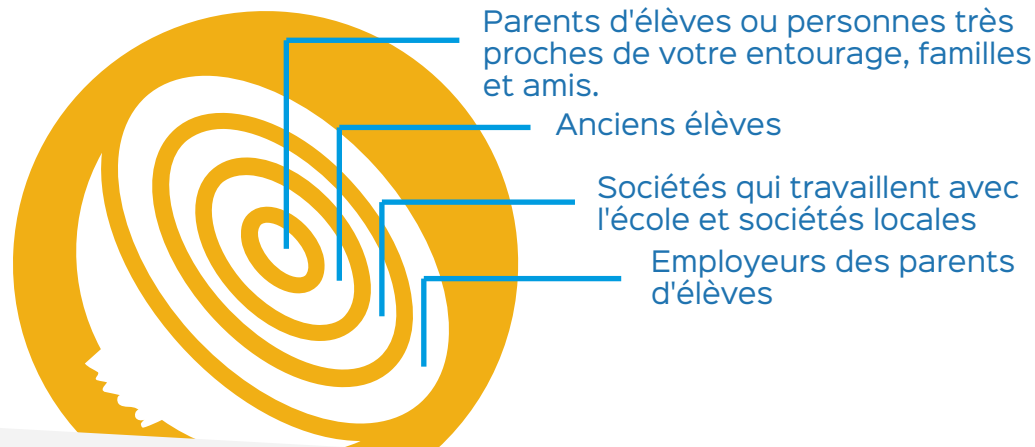 Parents d'élèves ou personnes très
proches de votre entourage, familles
et amis.
Anciens élèves
Sociétés qui travaillent avec
l'école et sociétés locales
Employeurs des parents
d'élèves